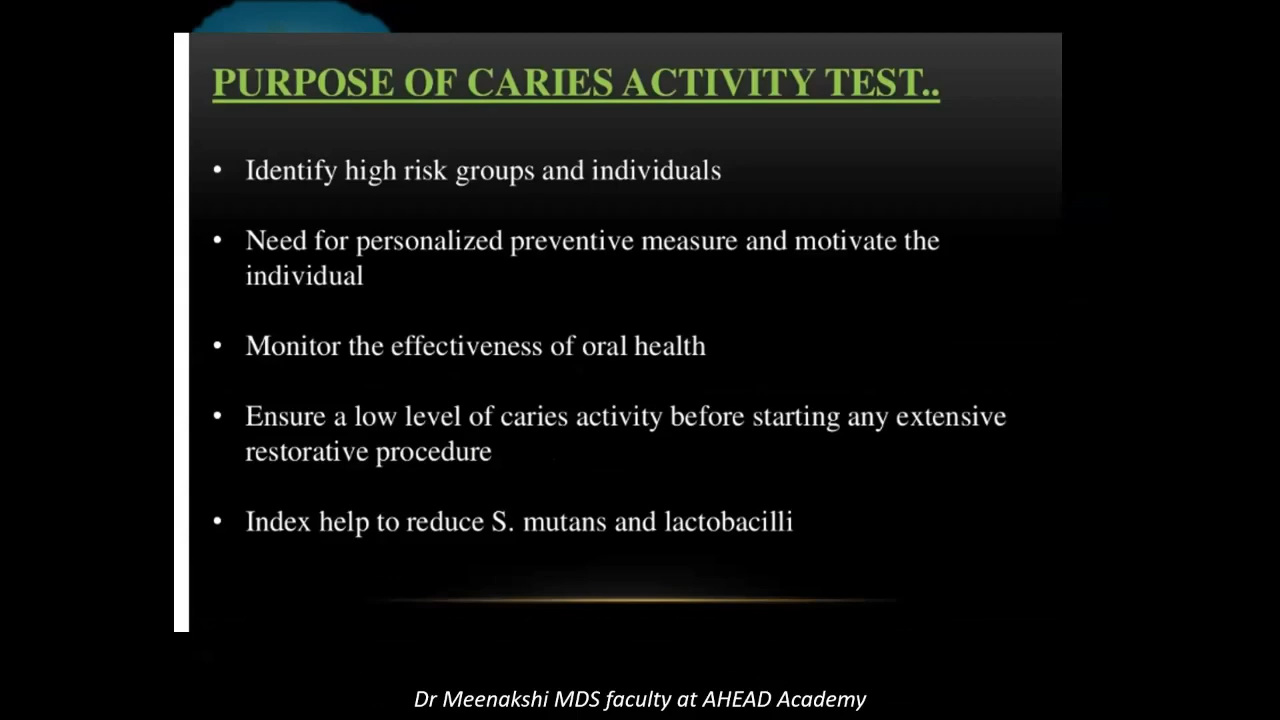 PURPOSE OF CARIES ACTIVITY TEST..
• Identify high risk groups and individuals
• Need for personalized preventive measure and motivate the
individual
• Monitor the effectiveness of oral health
• Ensure a low level of caries activity before starting any extensive
restorative procedure
• Index help to reduce S. mutans and lactobacilli
Dr Meenakshi MDS faculty at AHEAD Academy